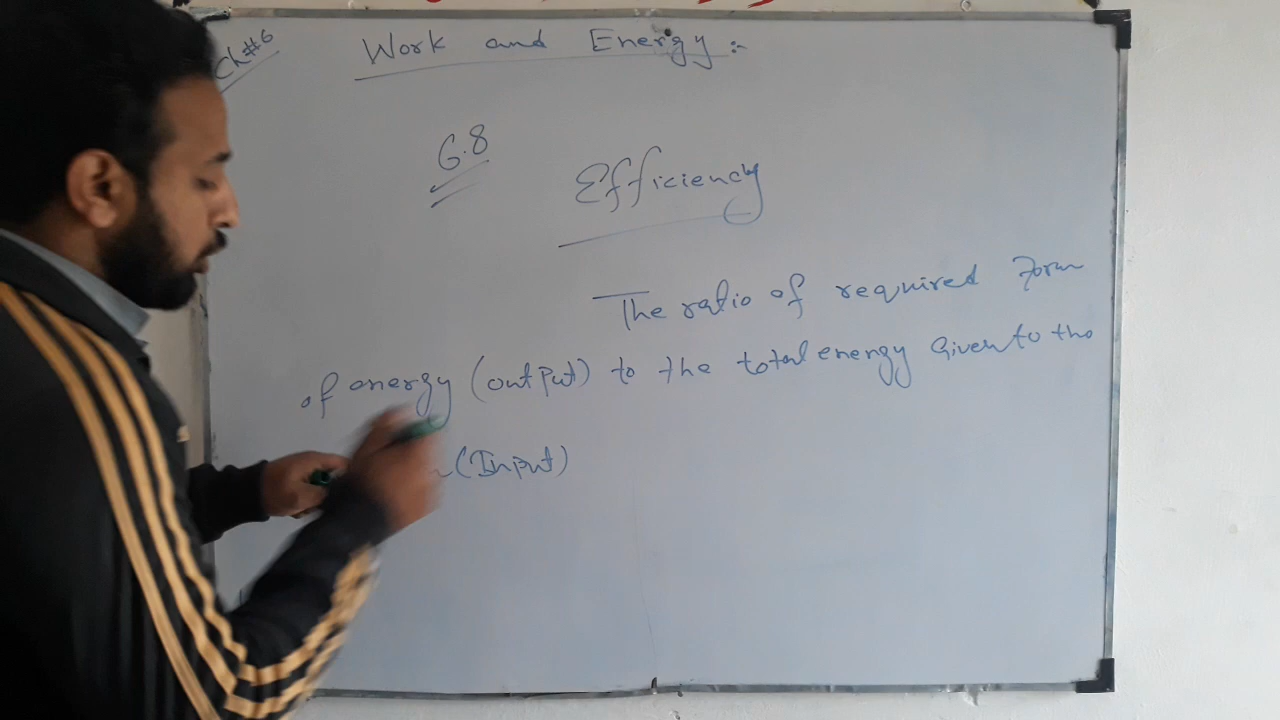 Ch#6
Work and Energy :-
6.8
Efficiency
The ratio of required Form
of energy (output) to the total energy Given to the
(Input)